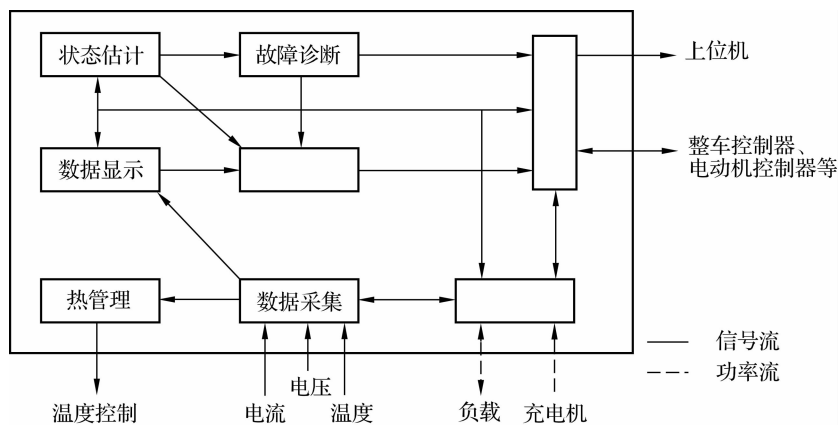 状态估计
故障诊断
上位机
整车控制器、
电动机控制器等
数据显示
热管理
数据采集
信号流
功率流
温度控制
电流
电压
温度
负载
充电机